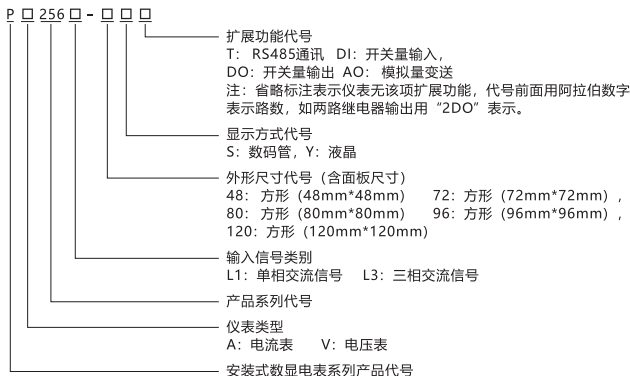 P□256□-□□□
扩展功能代号
T: RS485通讯 DI: 开关量输入,
DO: 开关量输出 AO: 模拟量变送
注: 省略标注表示仪表无该项扩展功能, 代号前面用阿拉伯数字
表示路数, 如两路继电器输出用“2DO”表示。
显示方式代号
S: 数码管, Y: 液晶
外形尺寸代号 (含面板尺寸)
48: 方形 (48mm*48mm) 72: 方形 (72mm*72mm) ,
80: 方形 (80mm*80mm) 96: 方形 (96mm*96mm) ,
120: 方形 (120mm*120mm)
输入信号类别
L1: 单相交流信号 L3: 三相交流信号
产品系列代号
仪表类型
A: 电流表 V: 电压表
安装式数显电表系列产品代号